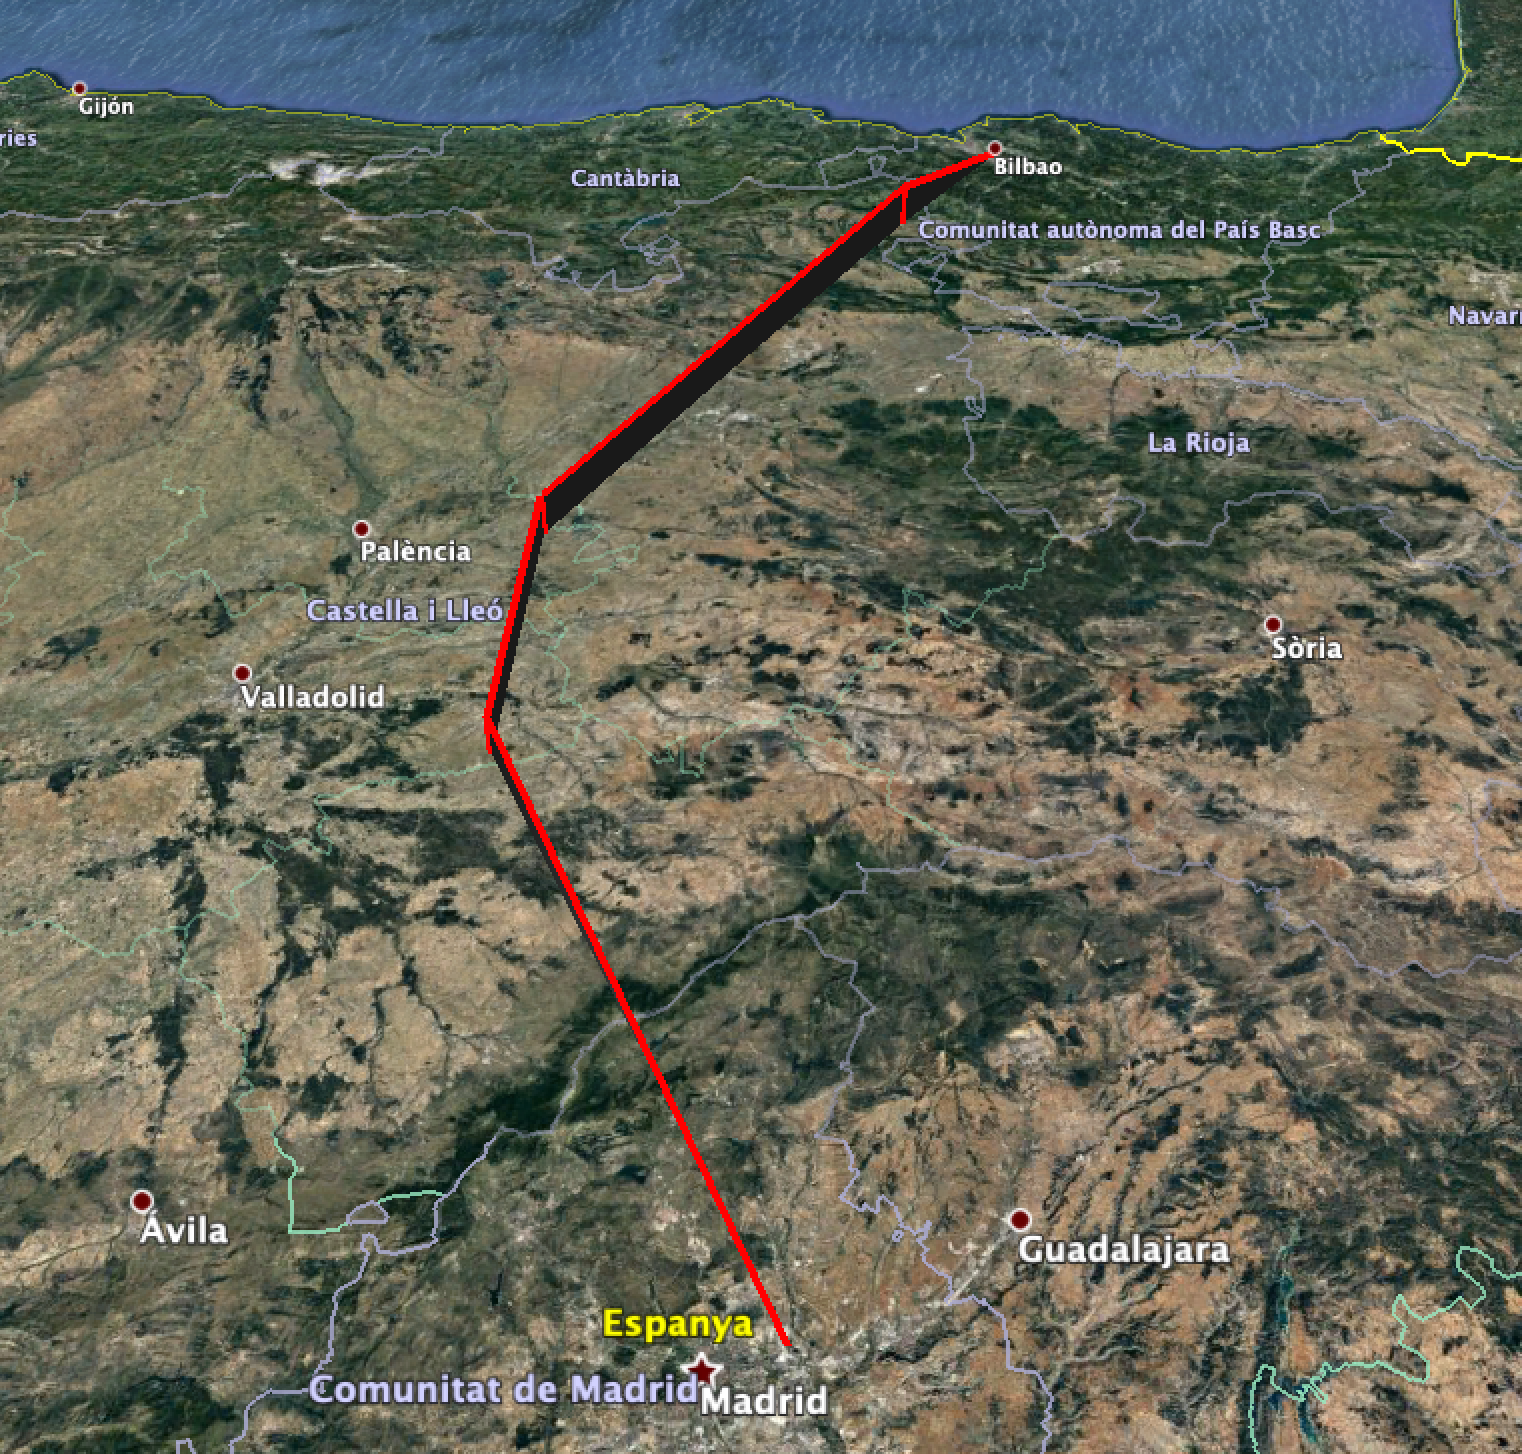 Gijón
ries
Bilbao
Cantàbria
Comunitat autònoma del País Basc
Navarr
La Rioja
Palència
Castella i Lleó
Sòria
Valladolid
Ávila
Guadalajara
Espanya
Comunitat de Madrid
Madrid